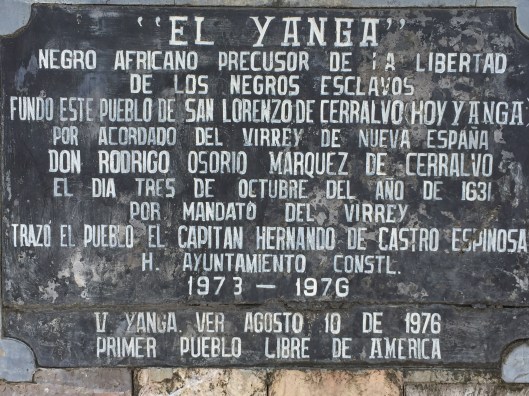 "EL YANGA"
NEGRO AFRICANO PRECUSOR DE LA LIBERTAD
DE LOS NEGROS ESCLAVOS
FUNDO ESTE PUEBLO DE SAN LORENZO DE CERRALVO (HOY YANGA)
POR ACORDADO DEL VIRREY DE NUEVA ESPAÑA
DON RODRIGO OSORIO MÁRQUEZ DE CERRALVO
EL DIA TRES DE OCTUBRE DEL AÑO DE 1631
POR MANDATO DEL VIRREY
TRAZÓ EL PUEBLO EL CAPITAN HERNANDO DE CASTRO ESPINOSA
H. AYUNTAMIENTO CONSTL.
1973 - 1976
V YANGA. VER AGOSTO 10 DE 1976
PRIMER PUEBLO LIBRE DE AMERICA